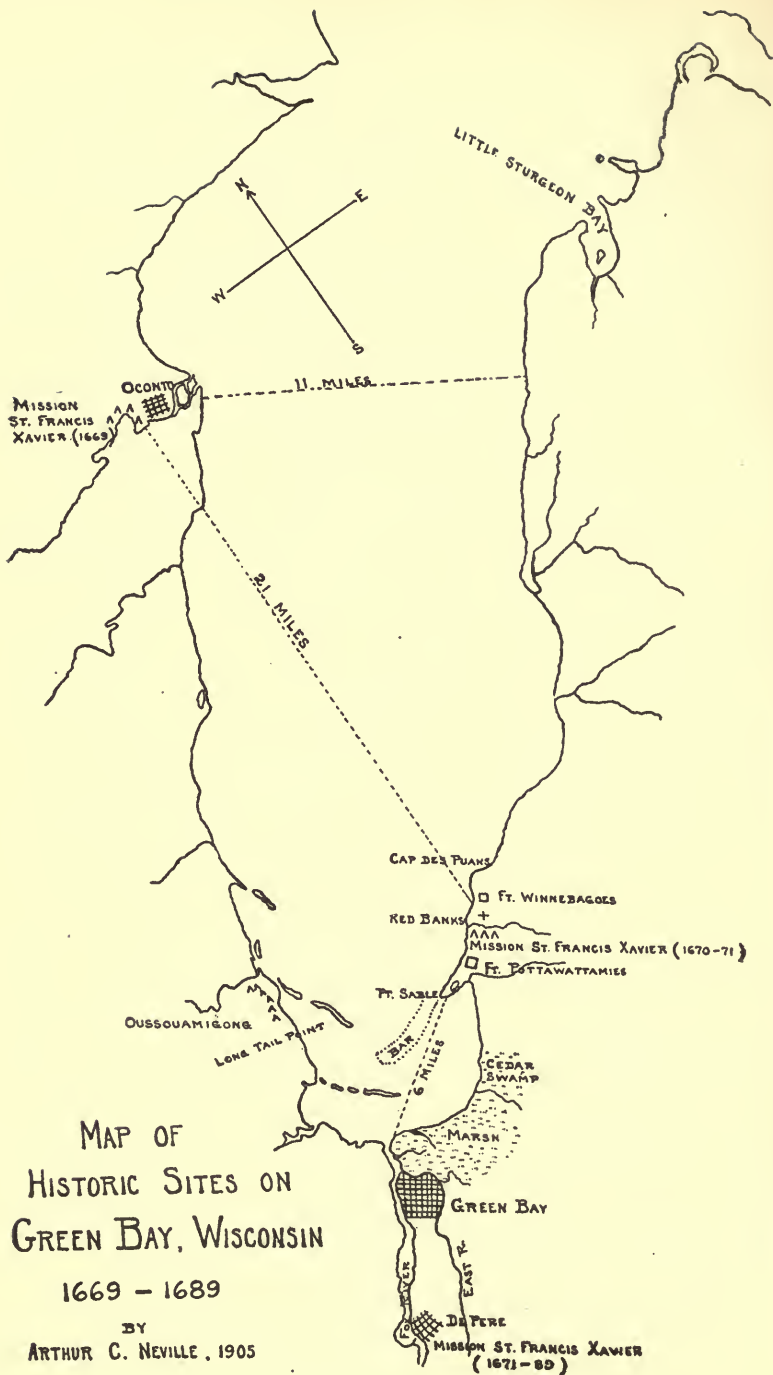 LITTLE STURGEON BAY
N
E
W
S
OCONTO
11 MILES
MISSION
ST. FRANCIS
XAVIER (1669)
21 MILES
CAP DES PUANS
FT. WINNEBAGOES
RED BANKS
MISSION ST. FRANCIS XAVIER (1670-71)
FT. POTTAWATTAMIES
PT. SABLE
OUSSOUAMIGONG
LONG TAIL POINT
BAR
6 MILES
CEDAR
SWAMP
MARSH
GREEN BAY
FOX RIVER
EAST R.
DE PERE
MISSION ST. FRANCIS XAVIER
(1671-89)
MAP OF
HISTORIC SITES ON
GREEN BAY, WISCONSIN
1669 - 1689
BY
ARTHUR C. NEVILLE, 1905